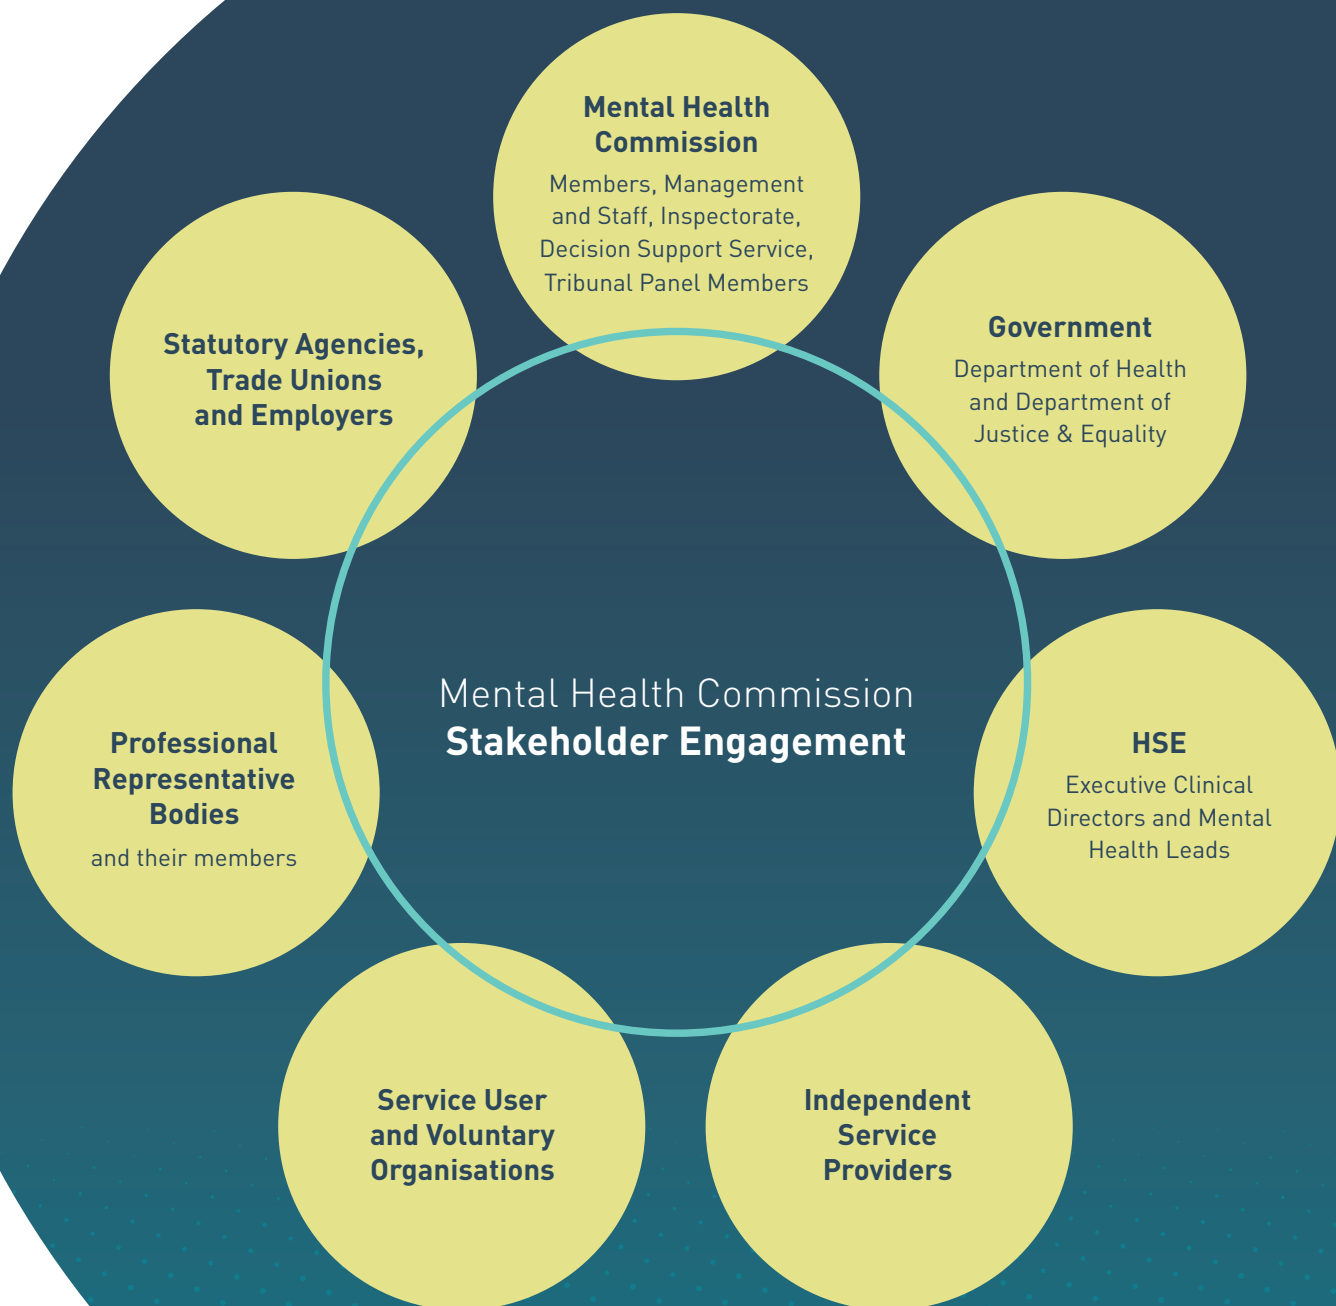 Mental Health
Commission
Members, Management
and Staff, Inspectorate,
Decision Support Service,
Tribunal Panel Members
Government
Department of Health
and Department of
Justice & Equality
Statutory Agencies,
Trade Unions
and Employers
Mental Health Commission
Stakeholder Engagement
HSE
Executive Clinical
Directors and Mental
Health Leads
Professional
Representative
Bodies
and their members
Service User
and Voluntary
Organisations
Independent
Service
Providers